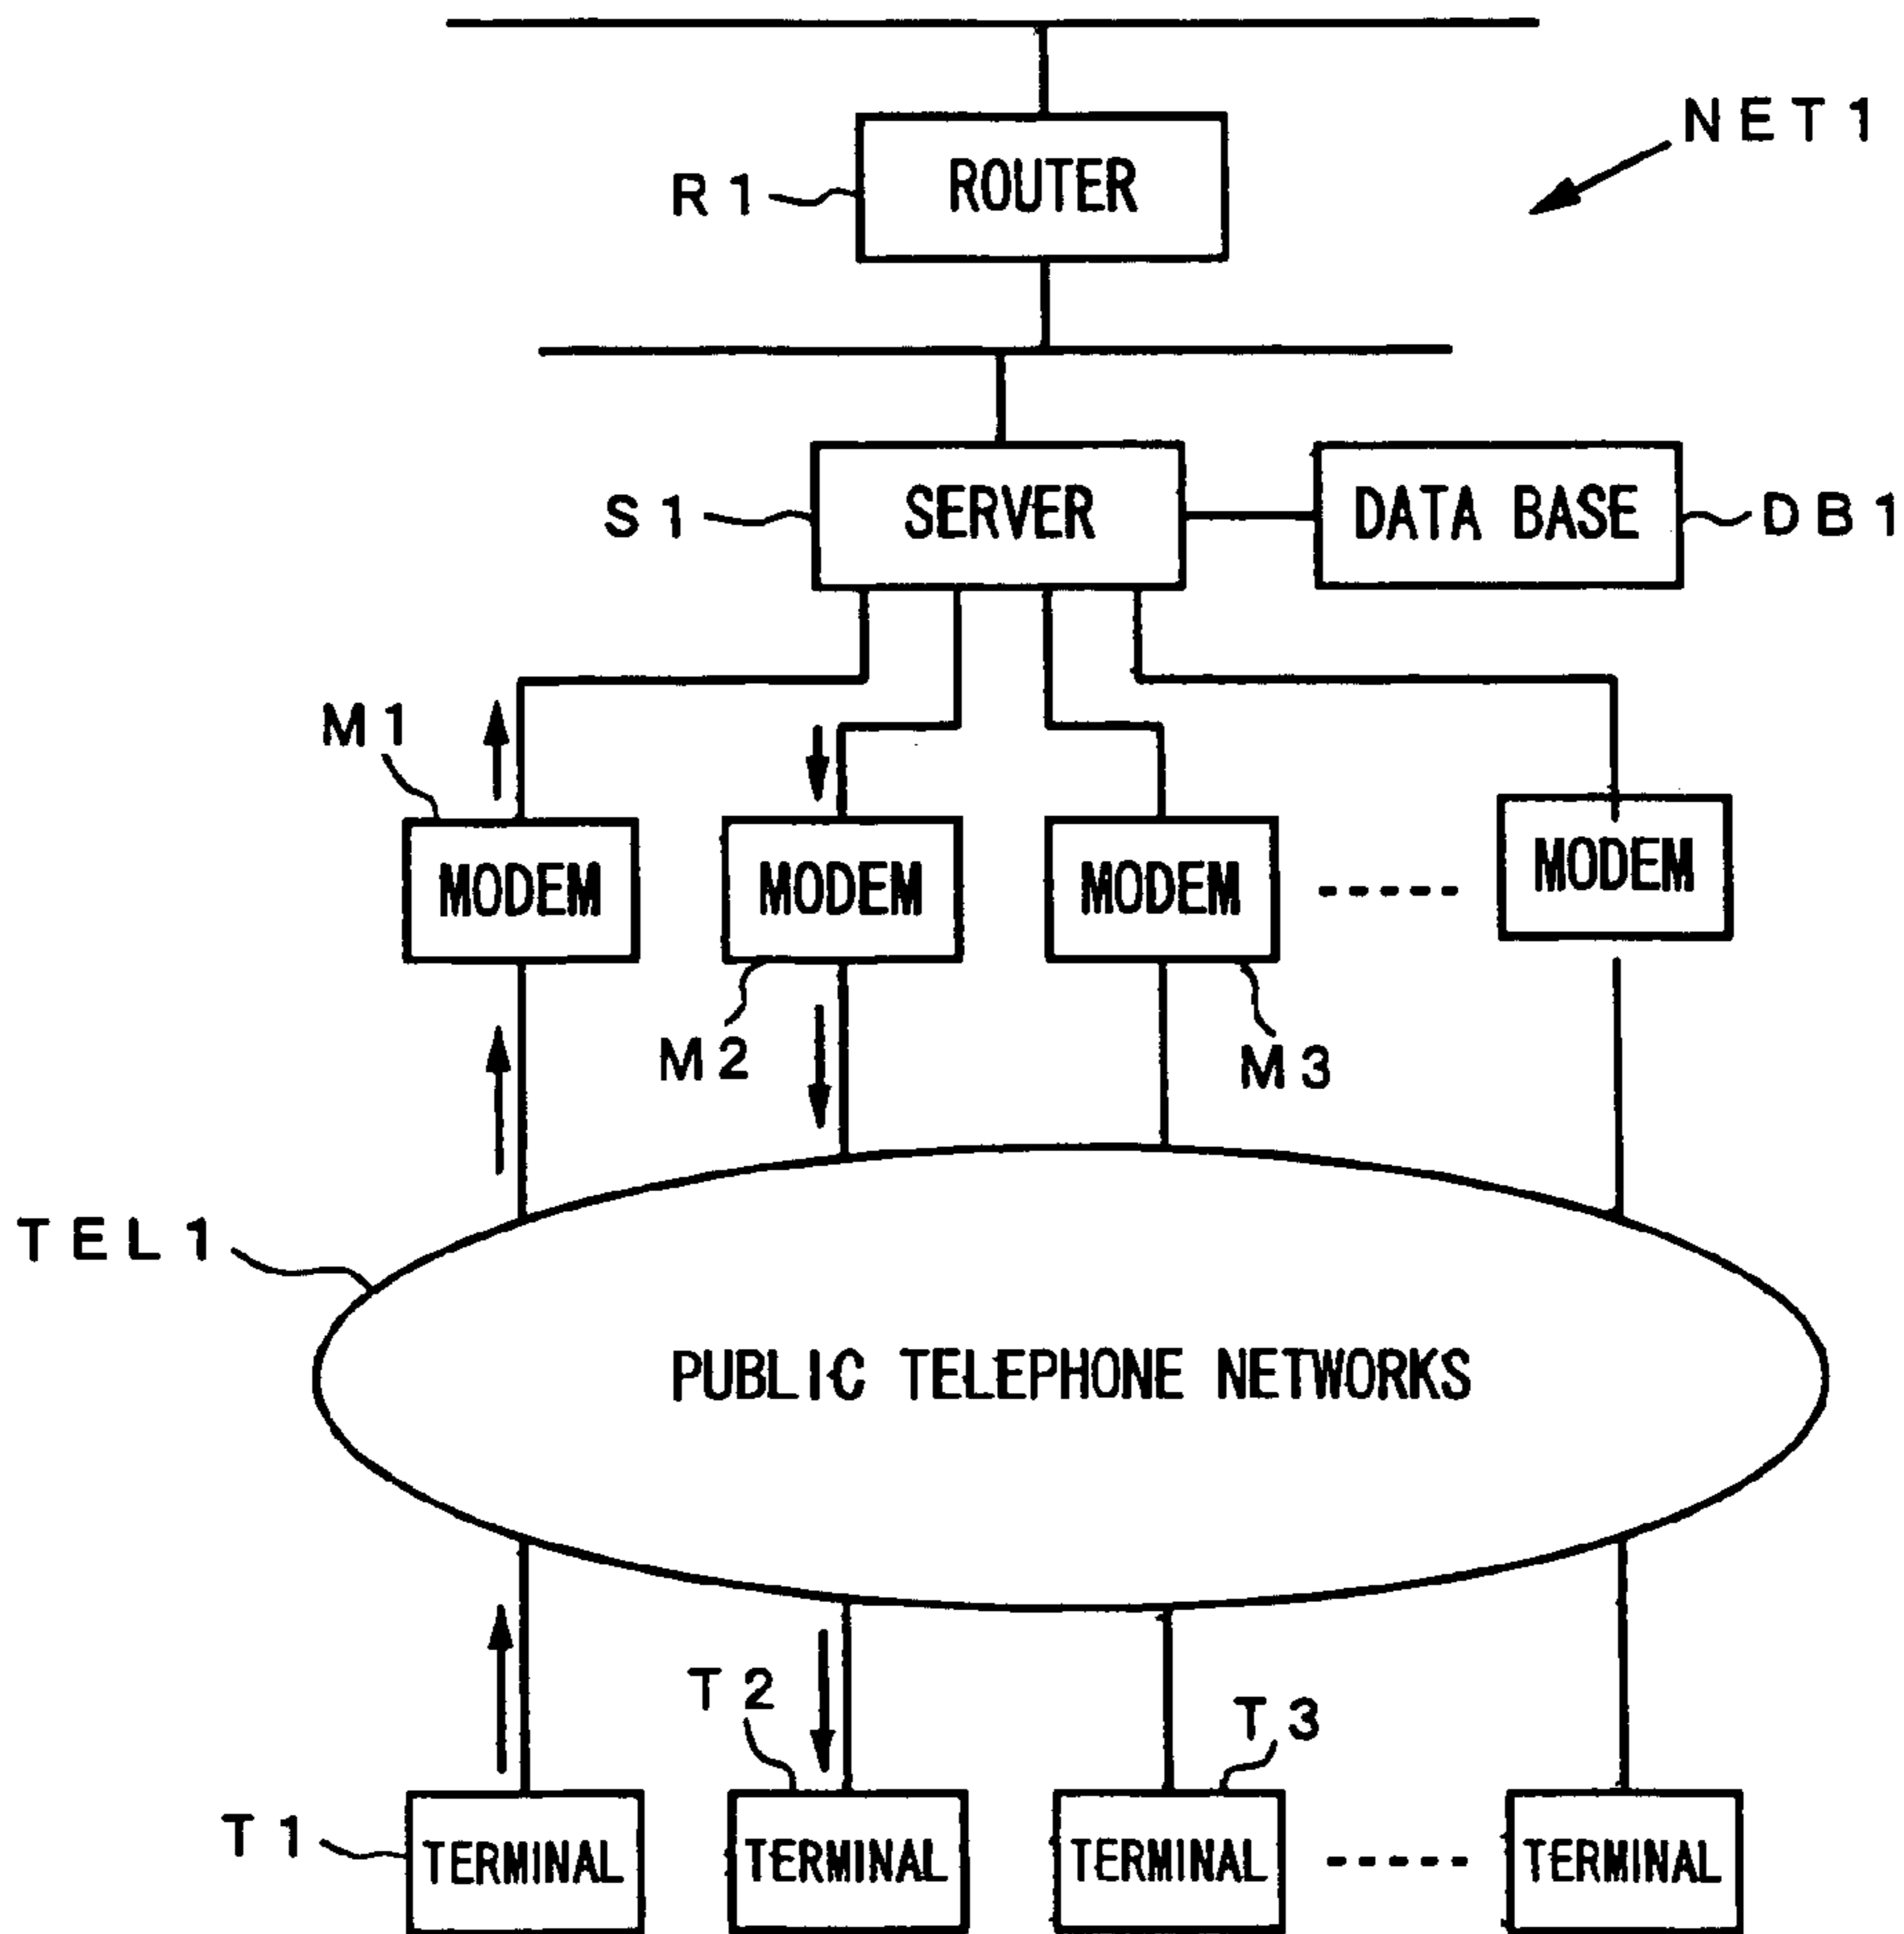 NET1
R1
ROUTER
S1
SERVER
DATA BASE
DB1
M1
MODEM
MODEM
MODEM
MODEM
M2
M3
TEL1
PUBLIC TELEPHONE NETWORKS
T2
T3
T1
TERMINAL
TERMINAL
TERMINAL
TERMINAL